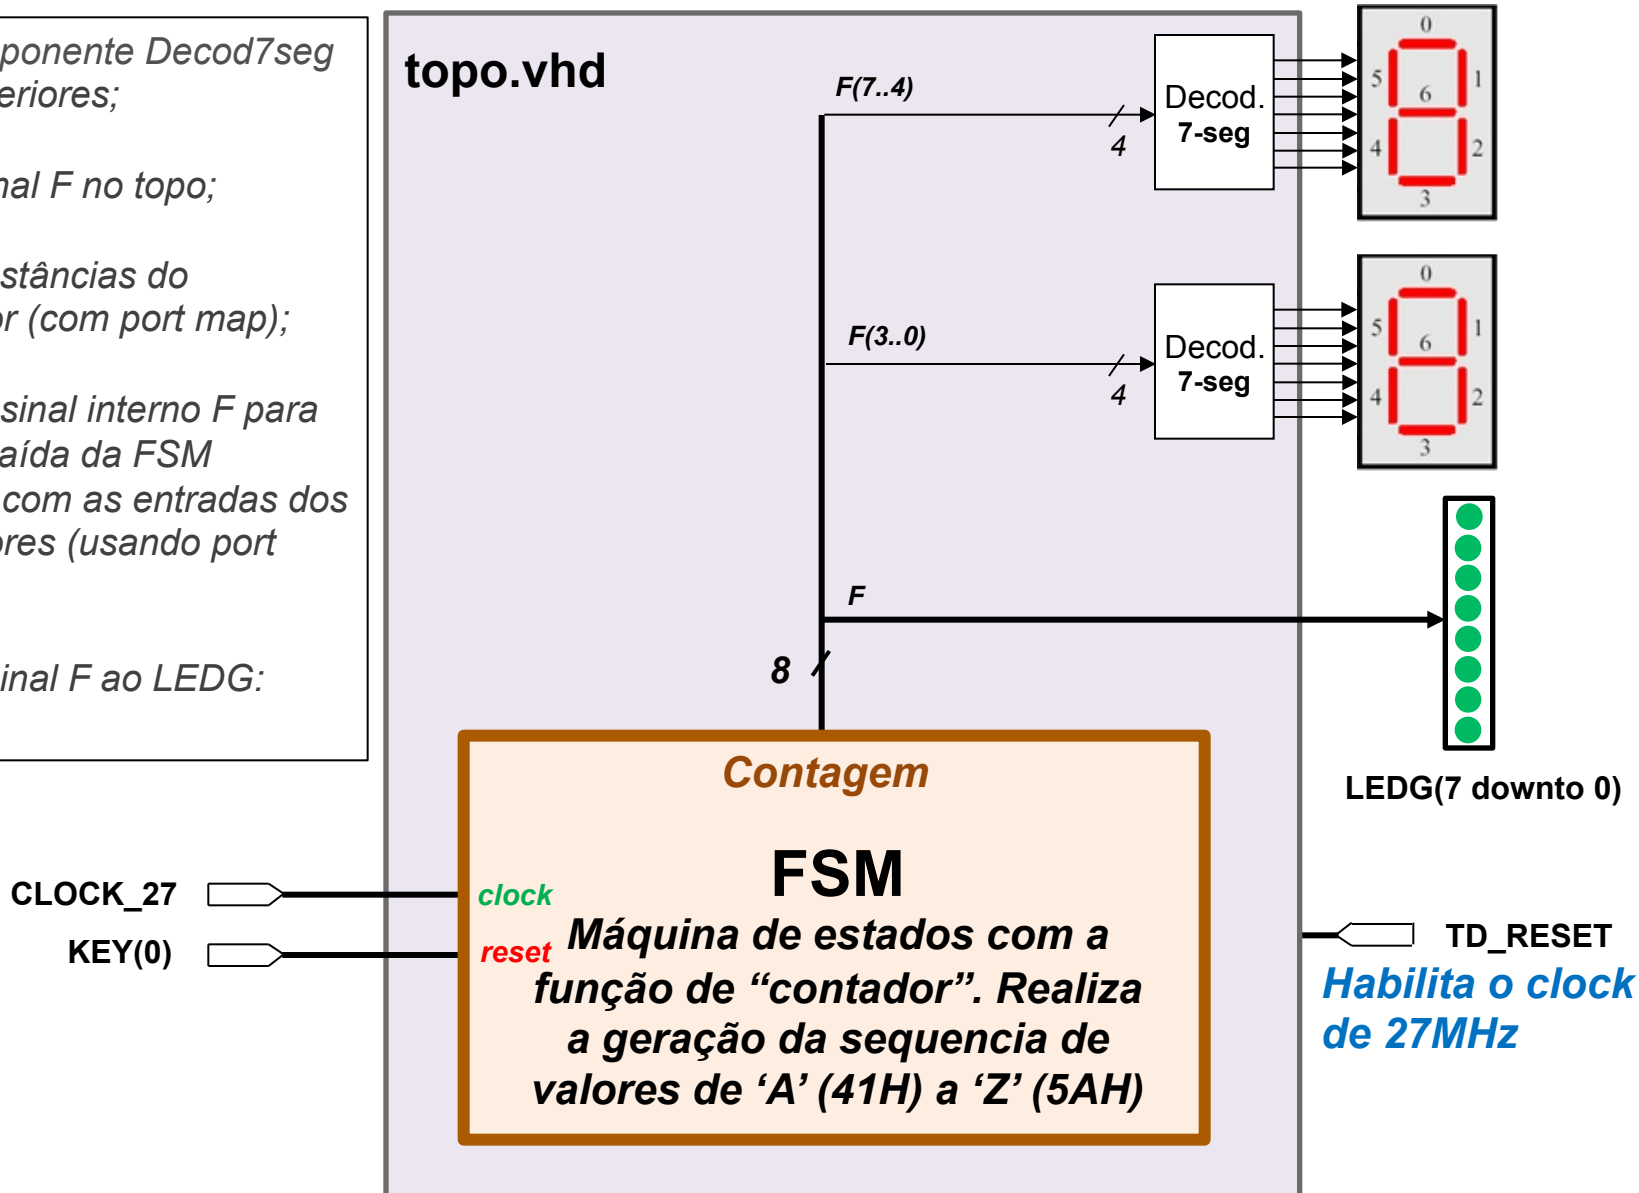 ponente Decod7seg
eriores;
nal F no topo;
stâncias do
or (com port map);
sinal interno F para
aída da FSM
com as entradas dos
ores (usando port
inal F ao LEDG:
topo.vhd
F(7..4)
4
Decod.
7-seg
0
5
1
6
4
2
3
F(3..0)
4
Decod.
7-seg
0
5
1
6
4
2
3
F
8
LEDG(7 downto 0)
Contagem
FSM
CLOCK_27
clock
KEY(0)
reset
Máquina de estados com a
função de “contador”. Realiza
a geração da sequencia de
valores de ‘A’ (41H) a ‘Z’ (5AH)
TD_RESET
Habilita o clock
de 27MHz